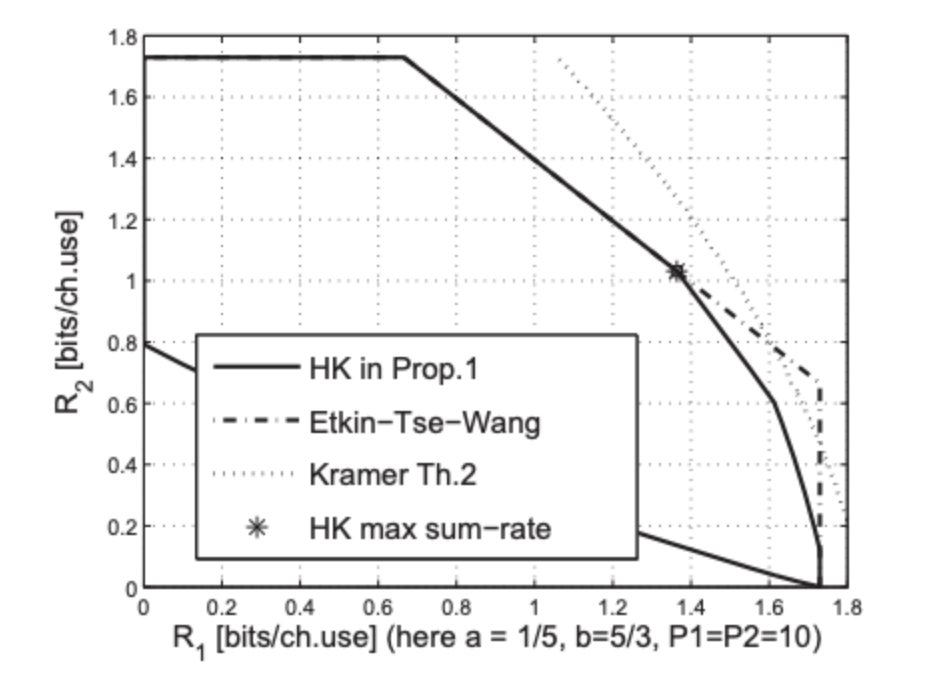 1.8
1.6
1.4
1.2
1
0.8
0.6
0.4
0.2
0
R2 [bits/ch.use]
HK in Prop.1
Etkin-Tse-Wang
Kramer Th.2
HK max sum-rate
0 0.2 0.4 0.6 0.8 1 1.2 1.4 1.6 1.8
R1 [bits/ch.use] (here a = 1/5, b=5/3, P1=P2=10)